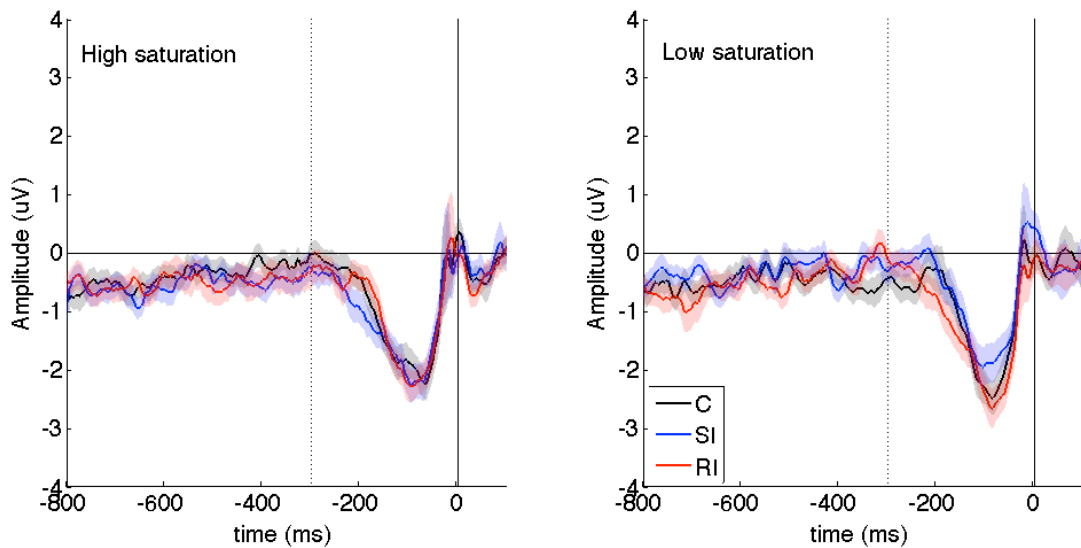 High saturation
4
3
2
1
0
-1
-2
-3
-4
Amplitude (uV)
-800 -600 -400 -200 0
time (ms)
Low saturation
4
3
2
1
0
-1
-2
-3
-4
Amplitude (uV)
C
SI
RI
-800 -600 -400 -200 0
time (ms)